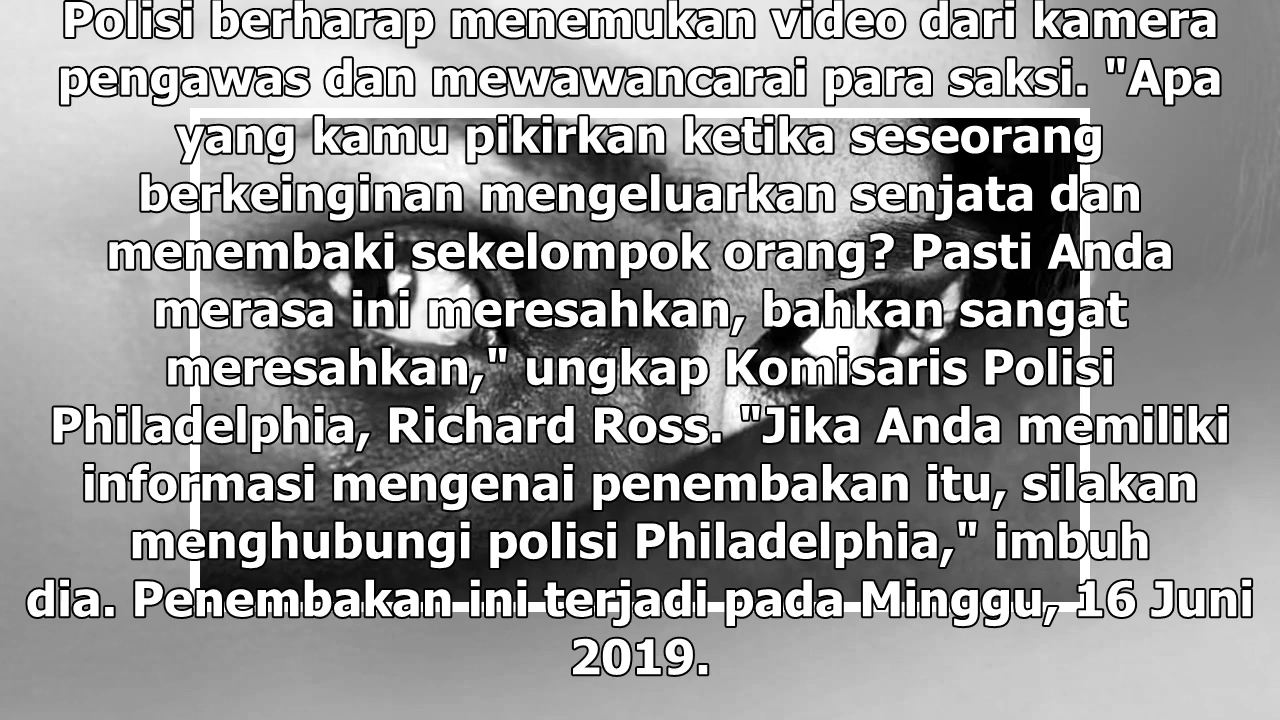 Polisi berharap menemukan video dari kamera
pengawas dan mewawancarai para saksi. "Apa
yang kamu pikirkan ketika seseorang
berkeinginan mengeluarkan senjata dan
menembaki sekelompok orang? Pasti Anda
merasa ini meresahkan, bahkan sangat
meresahkan," ungkap Komisaris Polisi
Philadelphia, Richard Ross. "Jika Anda memiliki
informasi mengenai penembakan itu, silakan
menghubungi polisi Philadelphia," imbuh
dia. Penembakan ini terjadi pada Minggu, 16 Juni
2019.